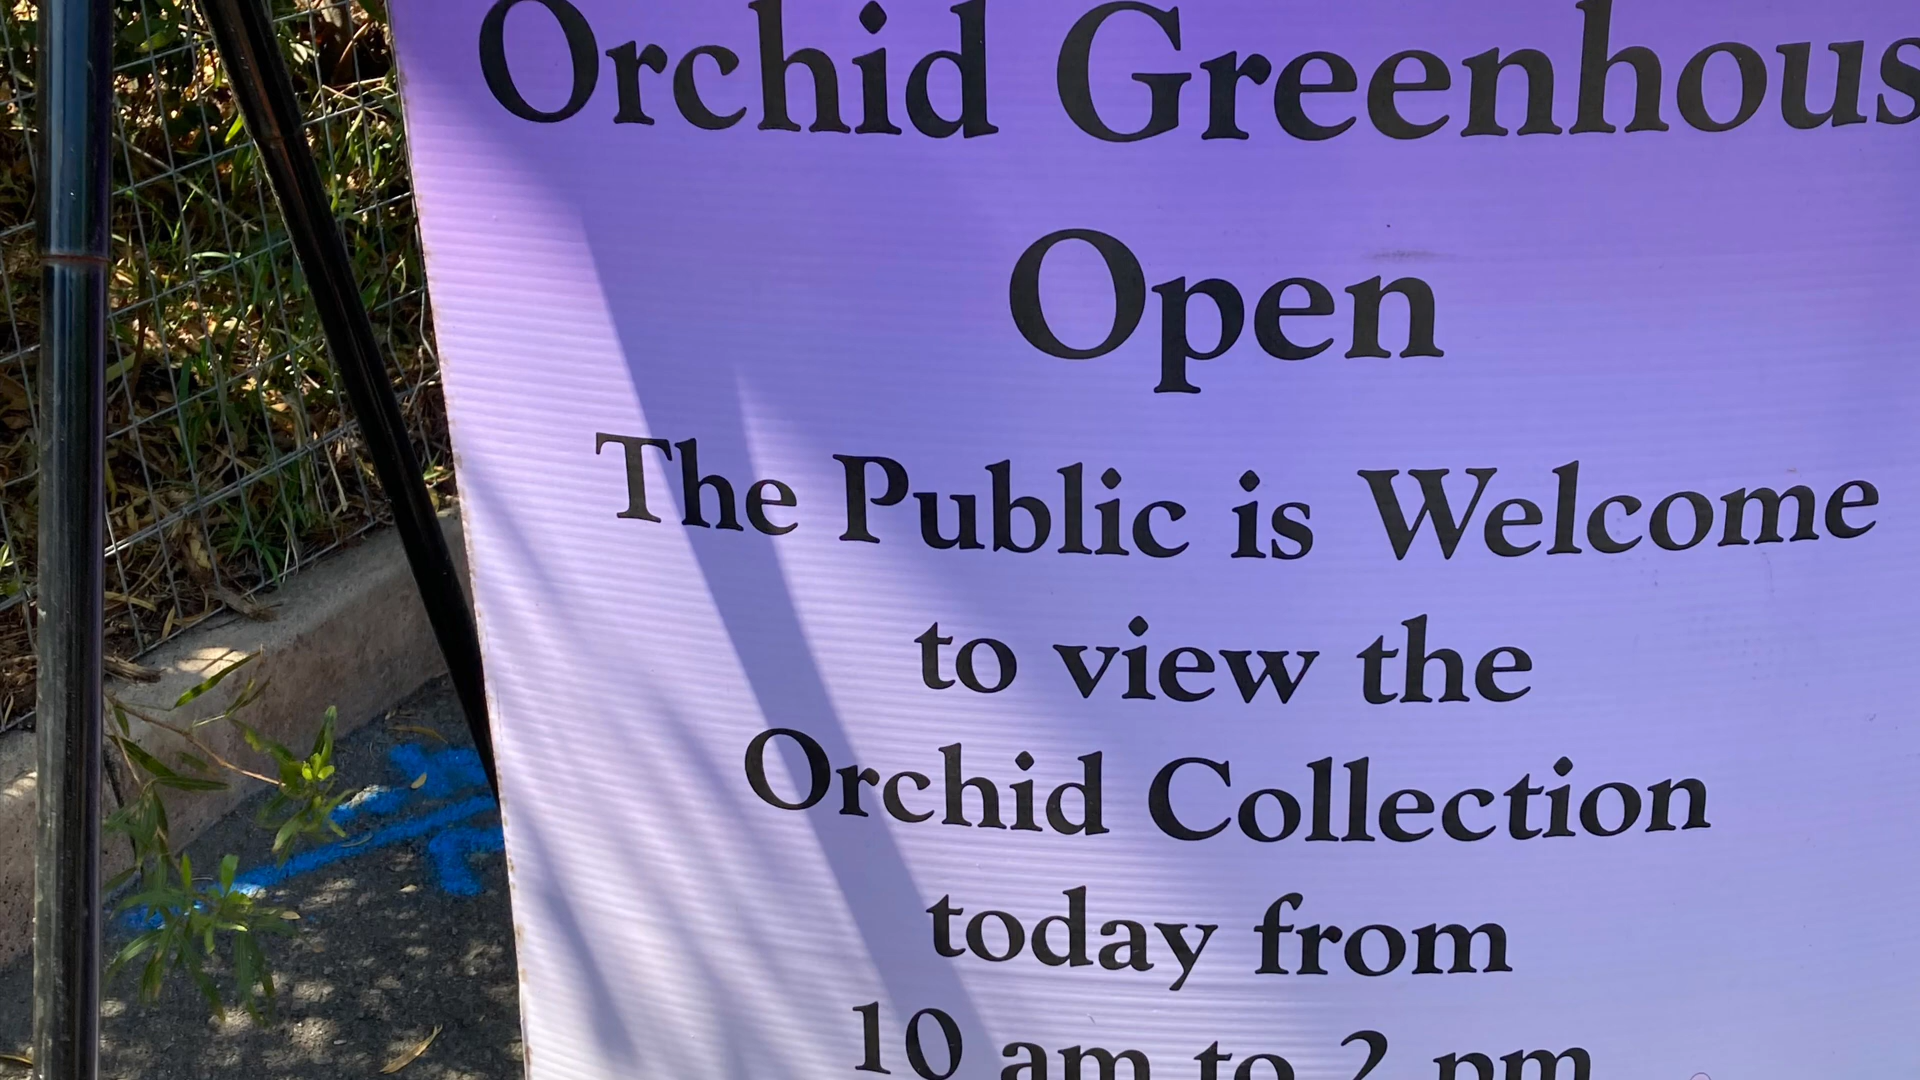 Orchid Greenhous
Open
The Public is Welcome
to view the
Orchid Collection
today from
10 am to 2 pm